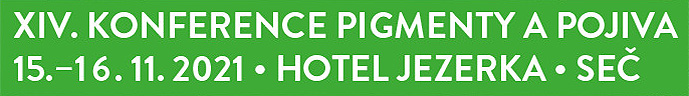 XIV. KONFERENCE PIGMENTY A POJIVA
15.–16. 11. 2021 • HOTEL JEZERKA • SEČ